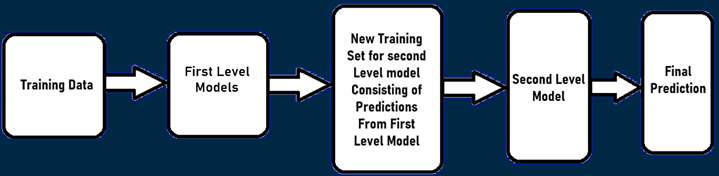 Training Data
First Level
Models
New Training
Set for second
Level model
Consisting of
Predictions
From First
Level Model
Second Level
Model
Final
Prediction